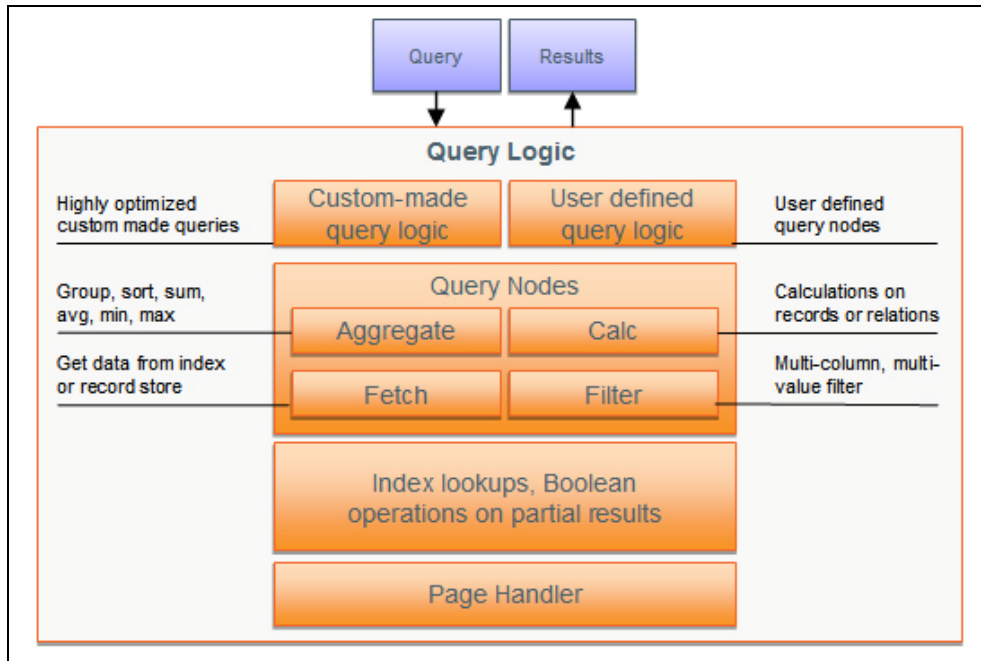 Query
Results
Query Logic
Highly optimized
custom made queries
Custom-made
query logic
User defined
query logic
User defined
query nodes
Query Nodes
Group, sort, sum,
avg, min, max
Aggregate
Calc
Calculations on
records or relations
Get data from index
or record store
Fetch
Filter
Multi-column, multi-
value filter
Index lookups, Boolean
operations on partial results
Page Handler